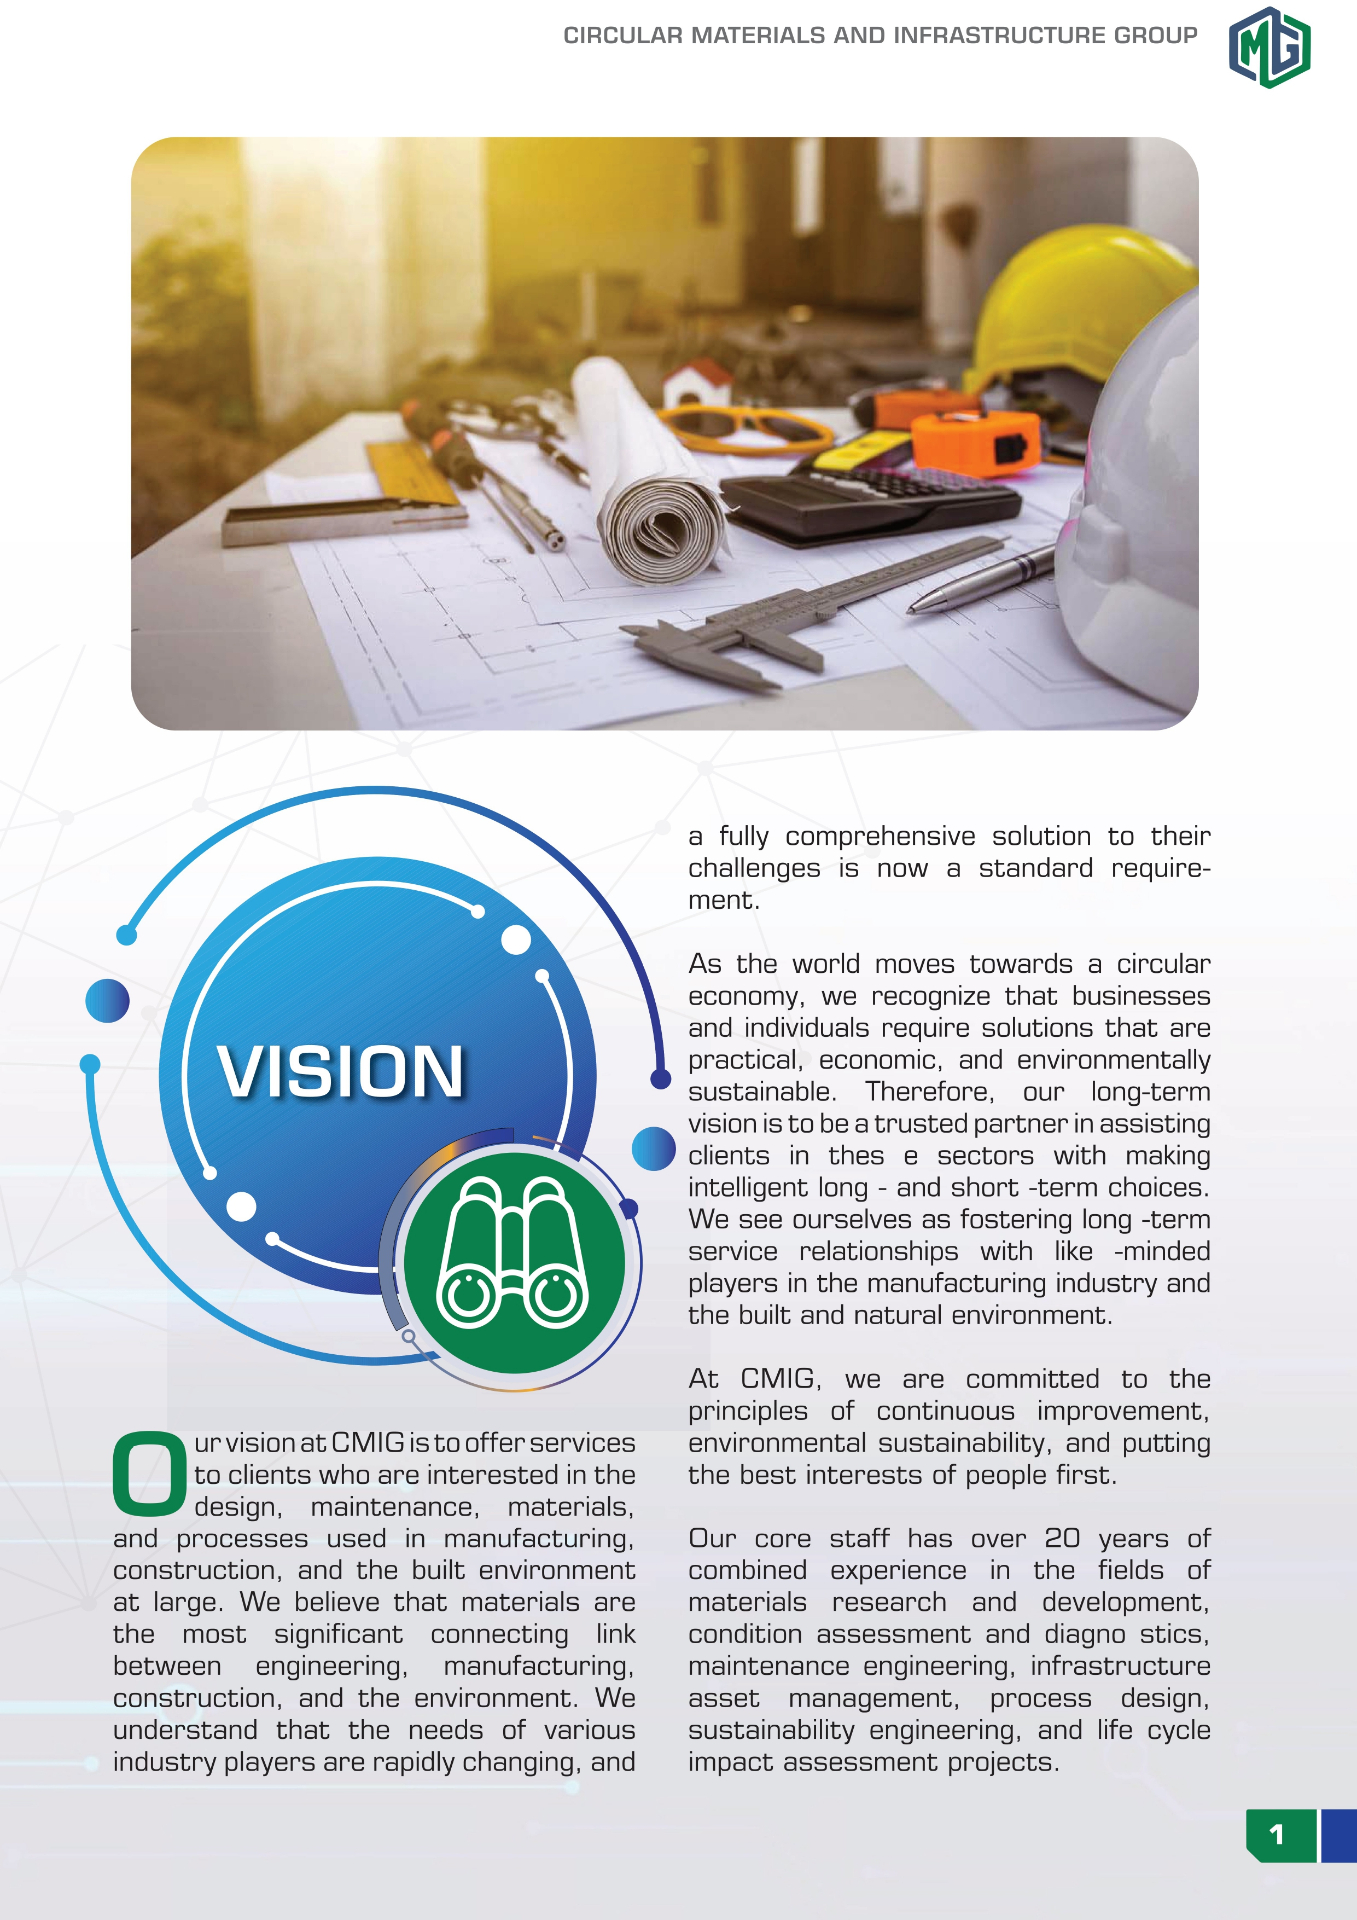 CIRCULAR MATERIALS AND INFRASTRUCTURE GROUP
MG
VISION
Our vision at CMIG is to offer services
to clients who are interested in the
design, maintenance, materials,
and processes used in manufacturing,
construction, and the built environment
at large. We believe that materials are
the most significant connecting link
between engineering, manufacturing,
construction, and the environment. We
understand that the needs of various
industry players are rapidly changing, and
a fully comprehensive solution to their
challenges is now a standard require-
ment.
As the world moves towards a circular
economy, we recognize that businesses
and individuals require solutions that are
practical, economic, and environmentally
sustainable. Therefore, our long-term
vision is to be a trusted partner in assisting
clients in thes e sectors with making
intelligent long - and short -term choices.
We see ourselves as fostering long -term
service relationships with like -minded
players in the manufacturing industry and
the built and natural environment.
At CMIG, we are committed to the
principles of continuous improvement,
environmental sustainability, and putting
the best interests of people first.
Our core staff has over 20 years of
combined experience in the fields of
materials research and development,
condition assessment and diagno stics,
maintenance engineering, infrastructure
asset management, process design,
sustainability engineering, and life cycle
impact assessment projects.
1